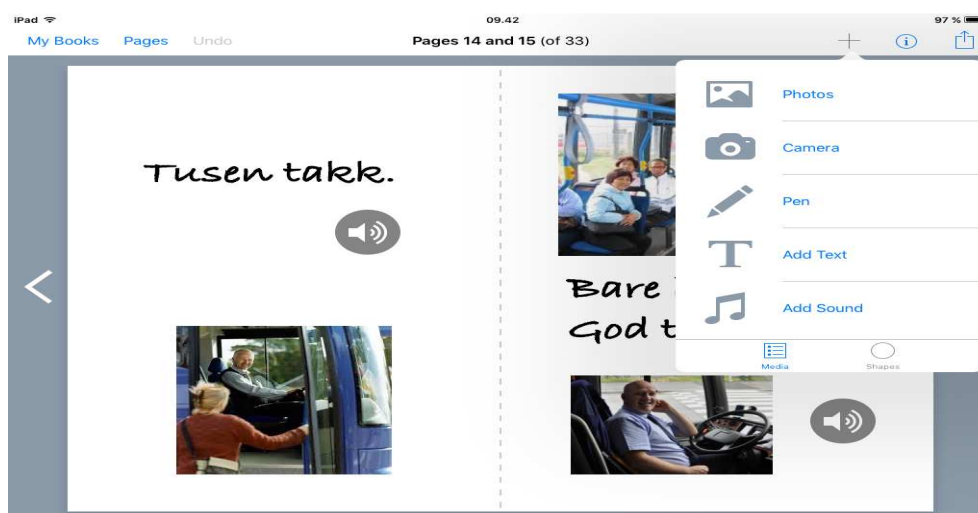 iPad 09.42 97 %
My Books Pages Undo Pages 14 and 15 (of 33)
Photos
Camera
Pen
Add Text
Add Sound
Media Shapes
Tusen takk.
Bare
God t